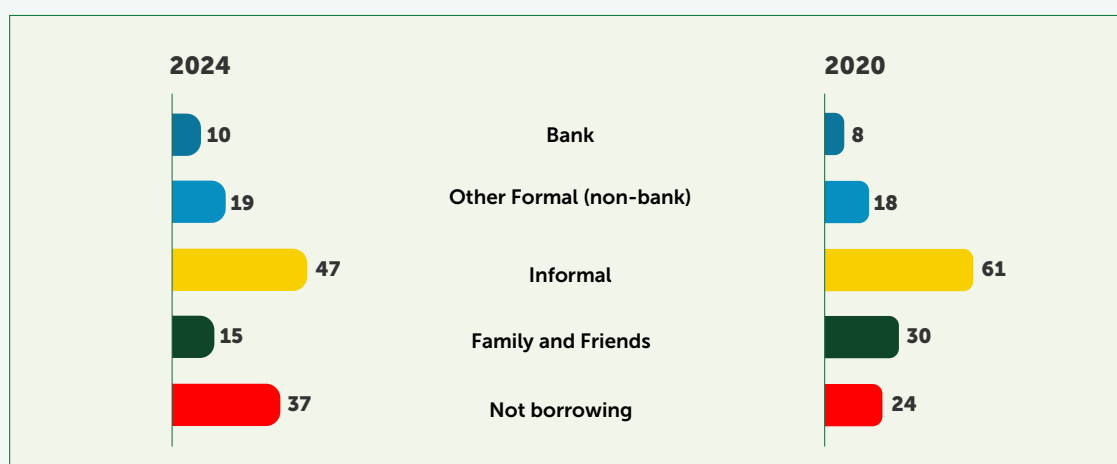 2024
2020
10
Bank
8
19
Other Formal (non-bank)
18
47
Informal
61
15
Family and Friends
30
37
Not borrowing
24